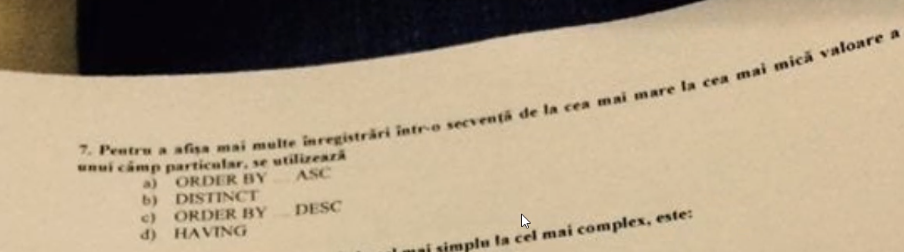 7. Pentru a afişa mai multe înregistrări într-o secvenţă de la cea mai mare la cea mai mică valoare a
unui câmp particular, se utilizează
a) ORDER BY ... ASC
b) DISTINCT
c) ORDER BY ... DESC
d) HAVING
mai simplu la cel mai complex, este: